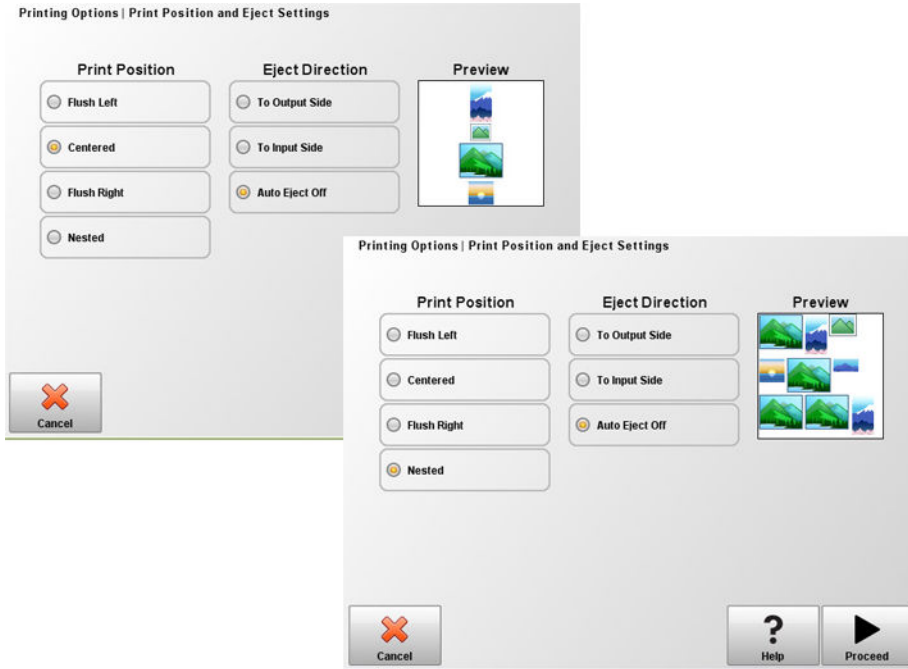 Printing Options | Print Position and Eject Settings
Print Position Eject Direction Preview
Flush Left To Output Side
Centered To Input Side
Flush Right Auto Eject Off
Nested
Cancel
Printing Options | Print Position and Eject Settings
Print Position Eject Direction Preview
Flush Left To Output Side
Centered To Input Side
Flush Right Auto Eject Off
Nested
Cancel ? Help Proceed